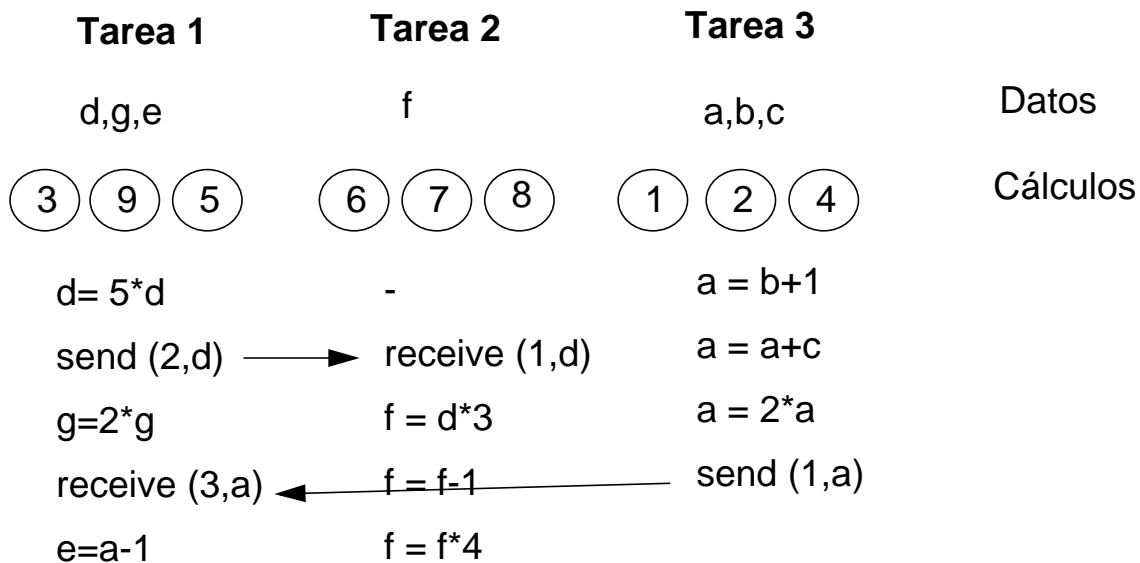 Tarea 1 Tarea 2 Tarea 3
d,g,e f a,b,c Datos
3 9 5 6 7 8 1 2 4 Cálculos
d= 5*d - a = b+1
send (2,d) receive (1,d) a = a+c
g=2*g f = d*3 a = 2*a
receive (3,a) f = f-1 send (1,a)
e=a-1 f = f*4